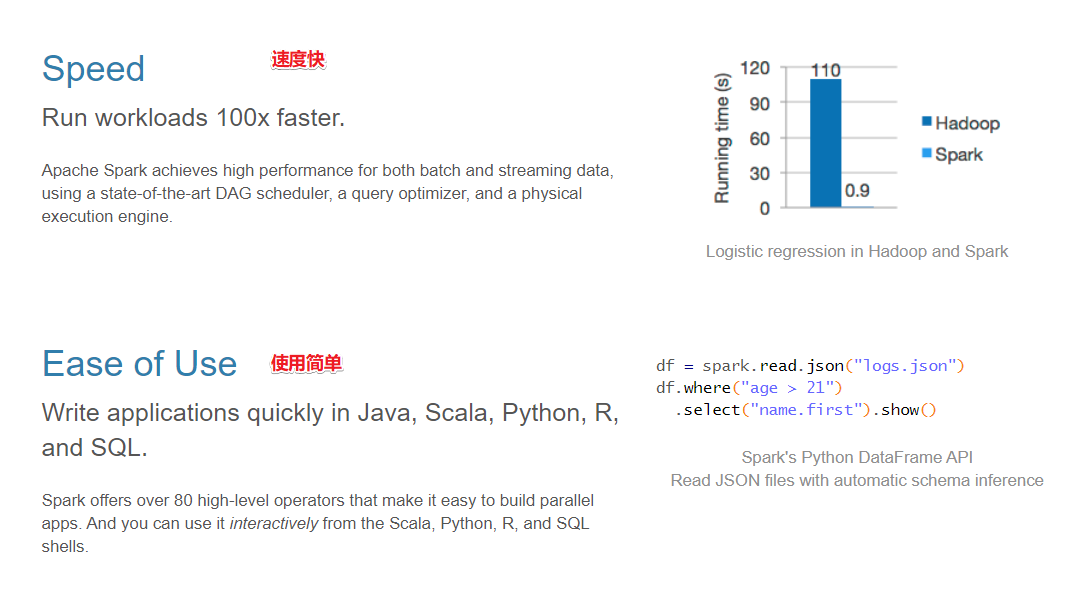 Speed
速度快
Run workloads 100x faster.
Apache Spark achieves high performance for both batch and streaming data,
using a state-of-the-art DAG scheduler, a query optimizer, and a physical
execution engine.
Running time (s)
120
90
60
30
0
110
0.9
Hadoop
Spark
Logistic regression in Hadoop and Spark
Ease of Use
使用简单
Write applications quickly in Java, Scala, Python, R,
and SQL.
Spark offers over 80 high-level operators that make it easy to build parallel
apps. And you can use it interactively from the Scala, Python, R, and SQL
shells.
df = spark.read.json("logs.json")
df.where("age > 21")
.select("name.first").show()
Spark's Python DataFrame API
Read JSON files with automatic schema inference